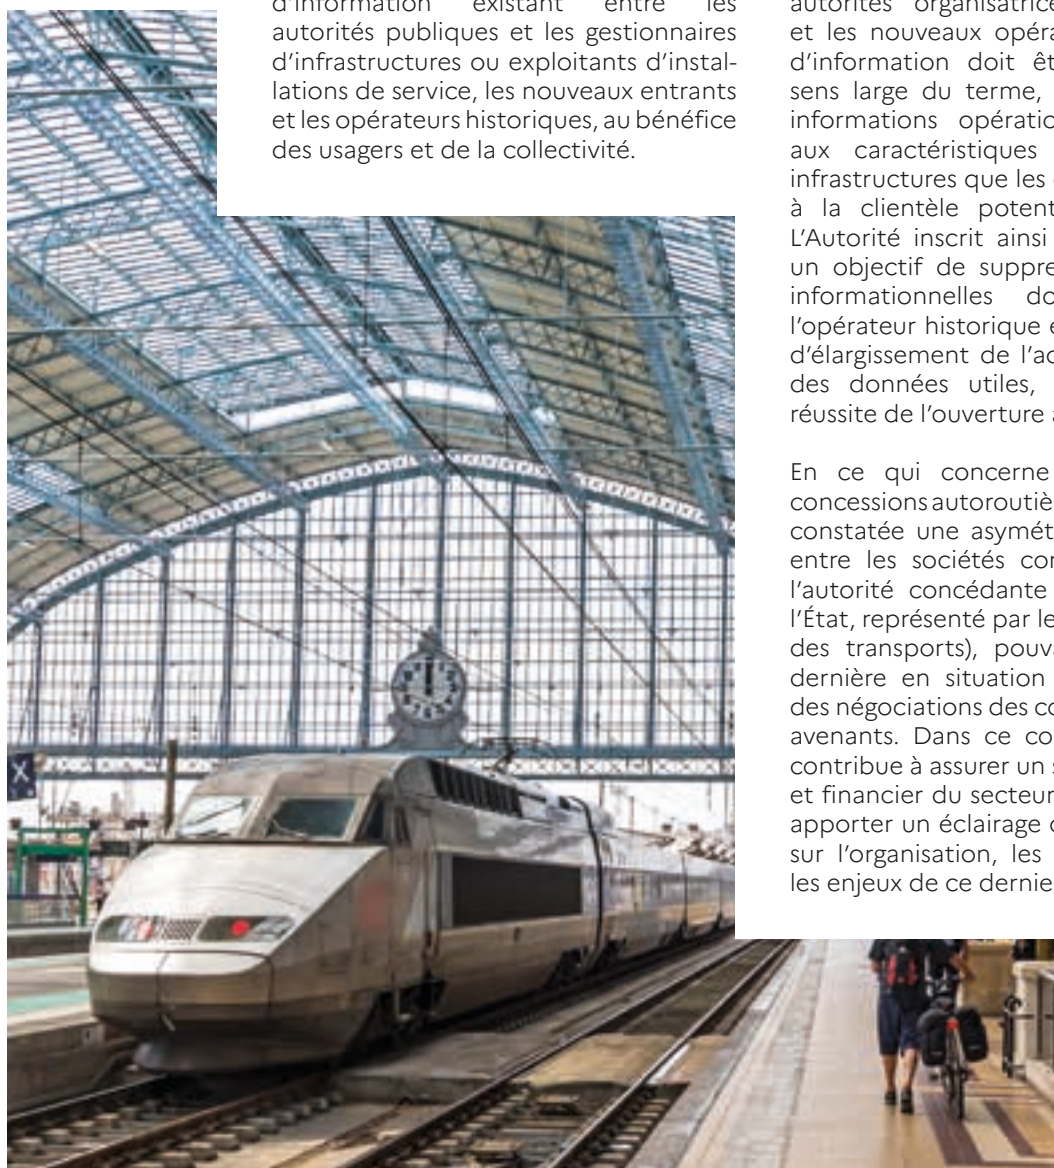 d'information existant entre les
autorités publiques et les gestionnaires
d'infrastructures ou exploitants d'instal-
lations de service, les nouveaux entrants
et les opérateurs historiques, au bénéfice
des usagers et de la collectivité.
autorités organisatrice
et les nouveaux opéra
d'information doit êt
sens large du terme,
informations opératio
aux caractéristiques
infrastructures que les
à la clientèle potent
L'Autorité inscrit ainsi
un objectif de suppre
informationnelles do
l'opérateur historique e
d'élargissement de l'ac
des données utiles,
réussite de l'ouverture
En ce qui concerne
concessions autoroutiè
constatée une asymét
entre les sociétés con
l'autorité concédante
l'État, représenté par le
des transports), pouva
dernière en situation
des négociations des co
avenants. Dans ce co
contribue à assurer un s
et financier du secteur
apporter un éclairage
sur l'organisation, les
les enjeux de ce dernie
X